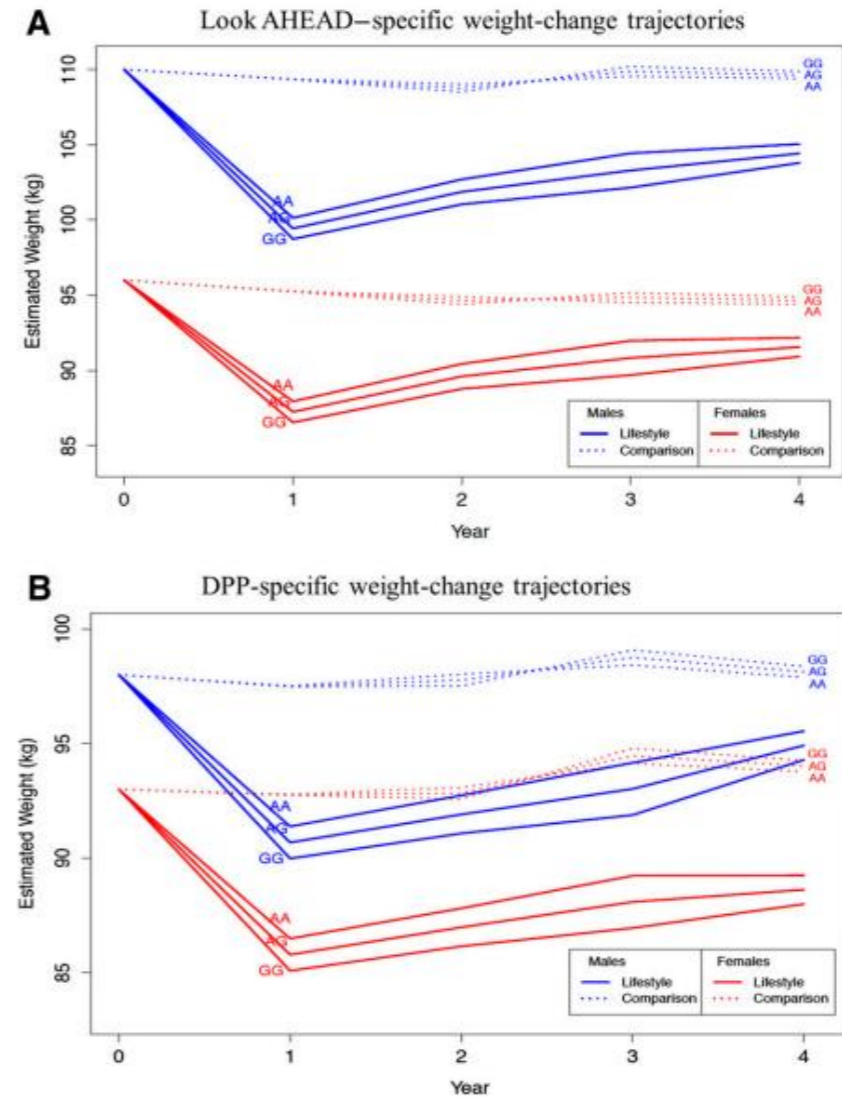 A
Look AHEAD–specific weight-change trajectories
Estimated Weight (kg)
110
105
100
95
90
85
GG
AG
AA
AA
AG
GG
GG
AG
AA
AA
AG
GG
Males Females
Lifestyle Lifestyle
Comparison Comparison
0 1 2 3 4
Year
B
DPP-specific weight-change trajectories
Estimated Weight (kg)
100
95
90
85
GG
AG
AA
GG
AG
AA
AA
AG
GG
AA
AG
GG
Males Females
Lifestyle Lifestyle
Comparison Comparison
0 1 2 3 4
Year